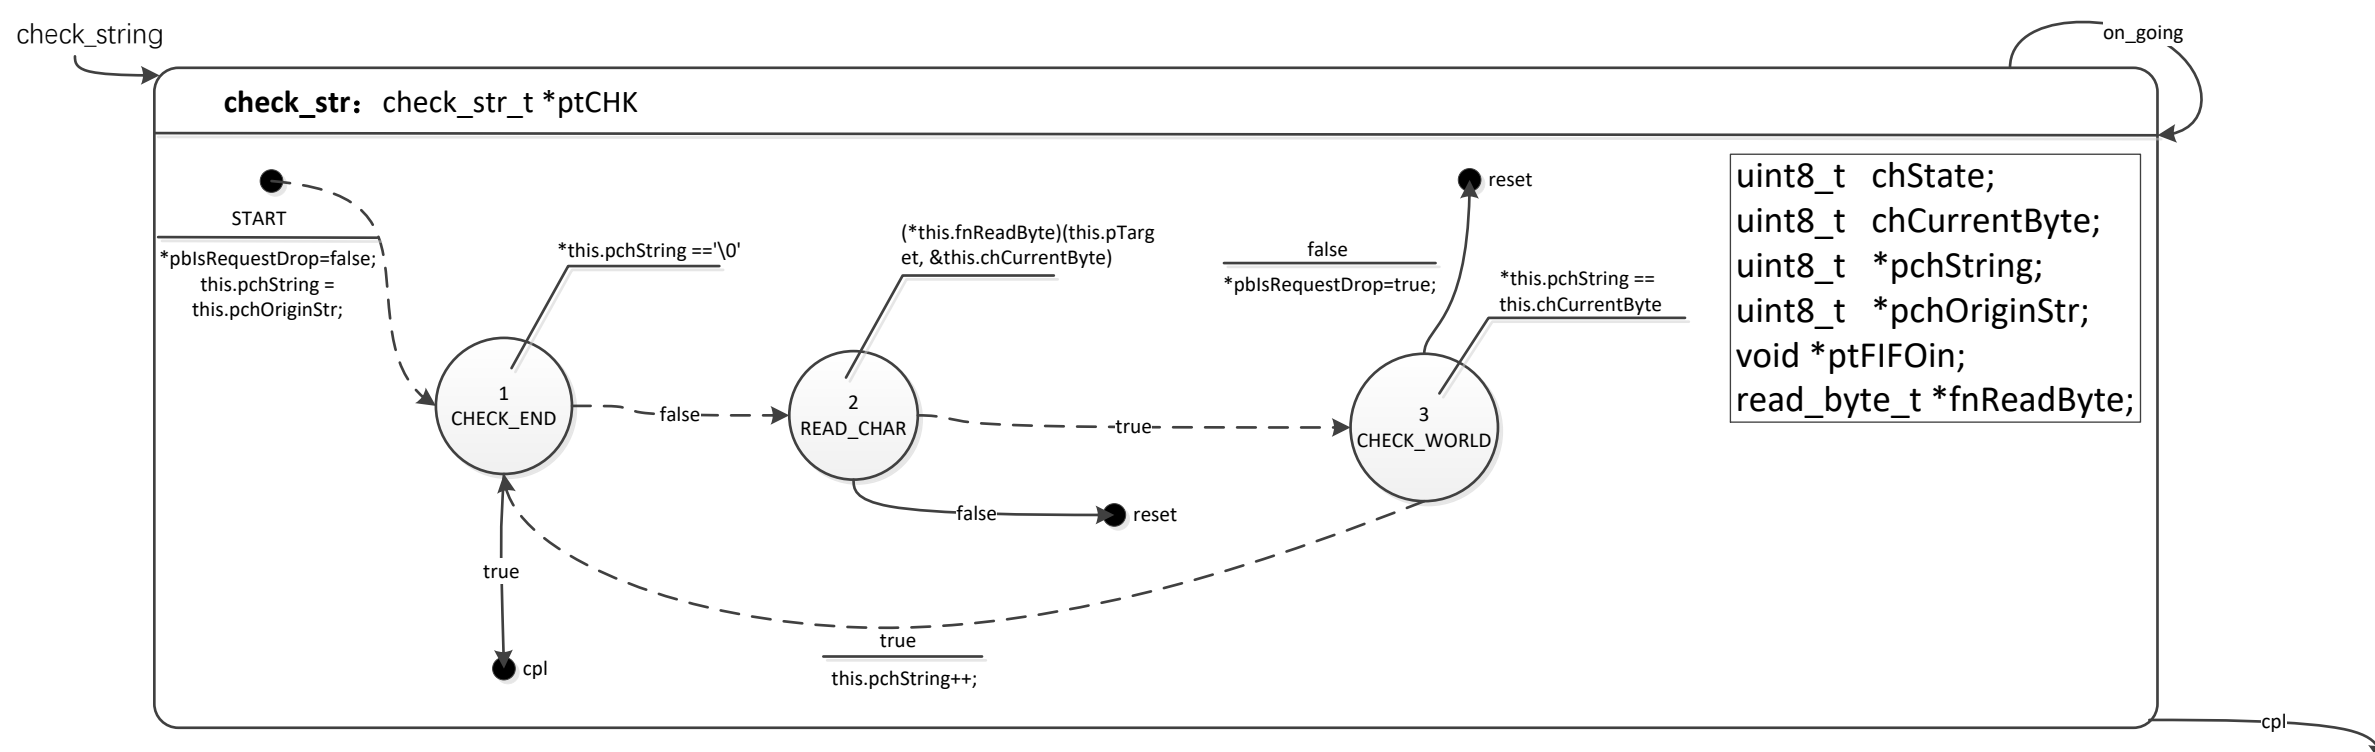 check_string
on_going
check_str：check_str_t *ptCHK
START
*pbIsRequestDrop=false;
this.pchString =
this.pchOriginStr;
*this.pchString =='\0'
(*this.fnReadByte)(this.pTarg
et, &this.chCurrentByte)
false
*pbIsRequestDrop=true;
reset
*this.pchString ==
this.chCurrentByte
uint8_t chState;
uint8_t chCurrentByte;
uint8_t *pchString;
uint8_t *pchOriginStr;
void *ptFIFOin;
read_byte_t *fnReadByte;
1
CHECK_END
false
2
READ_CHAR
true
3
CHECK_WORLD
false
reset
true
cpl
true
this.pchString++;
cpl